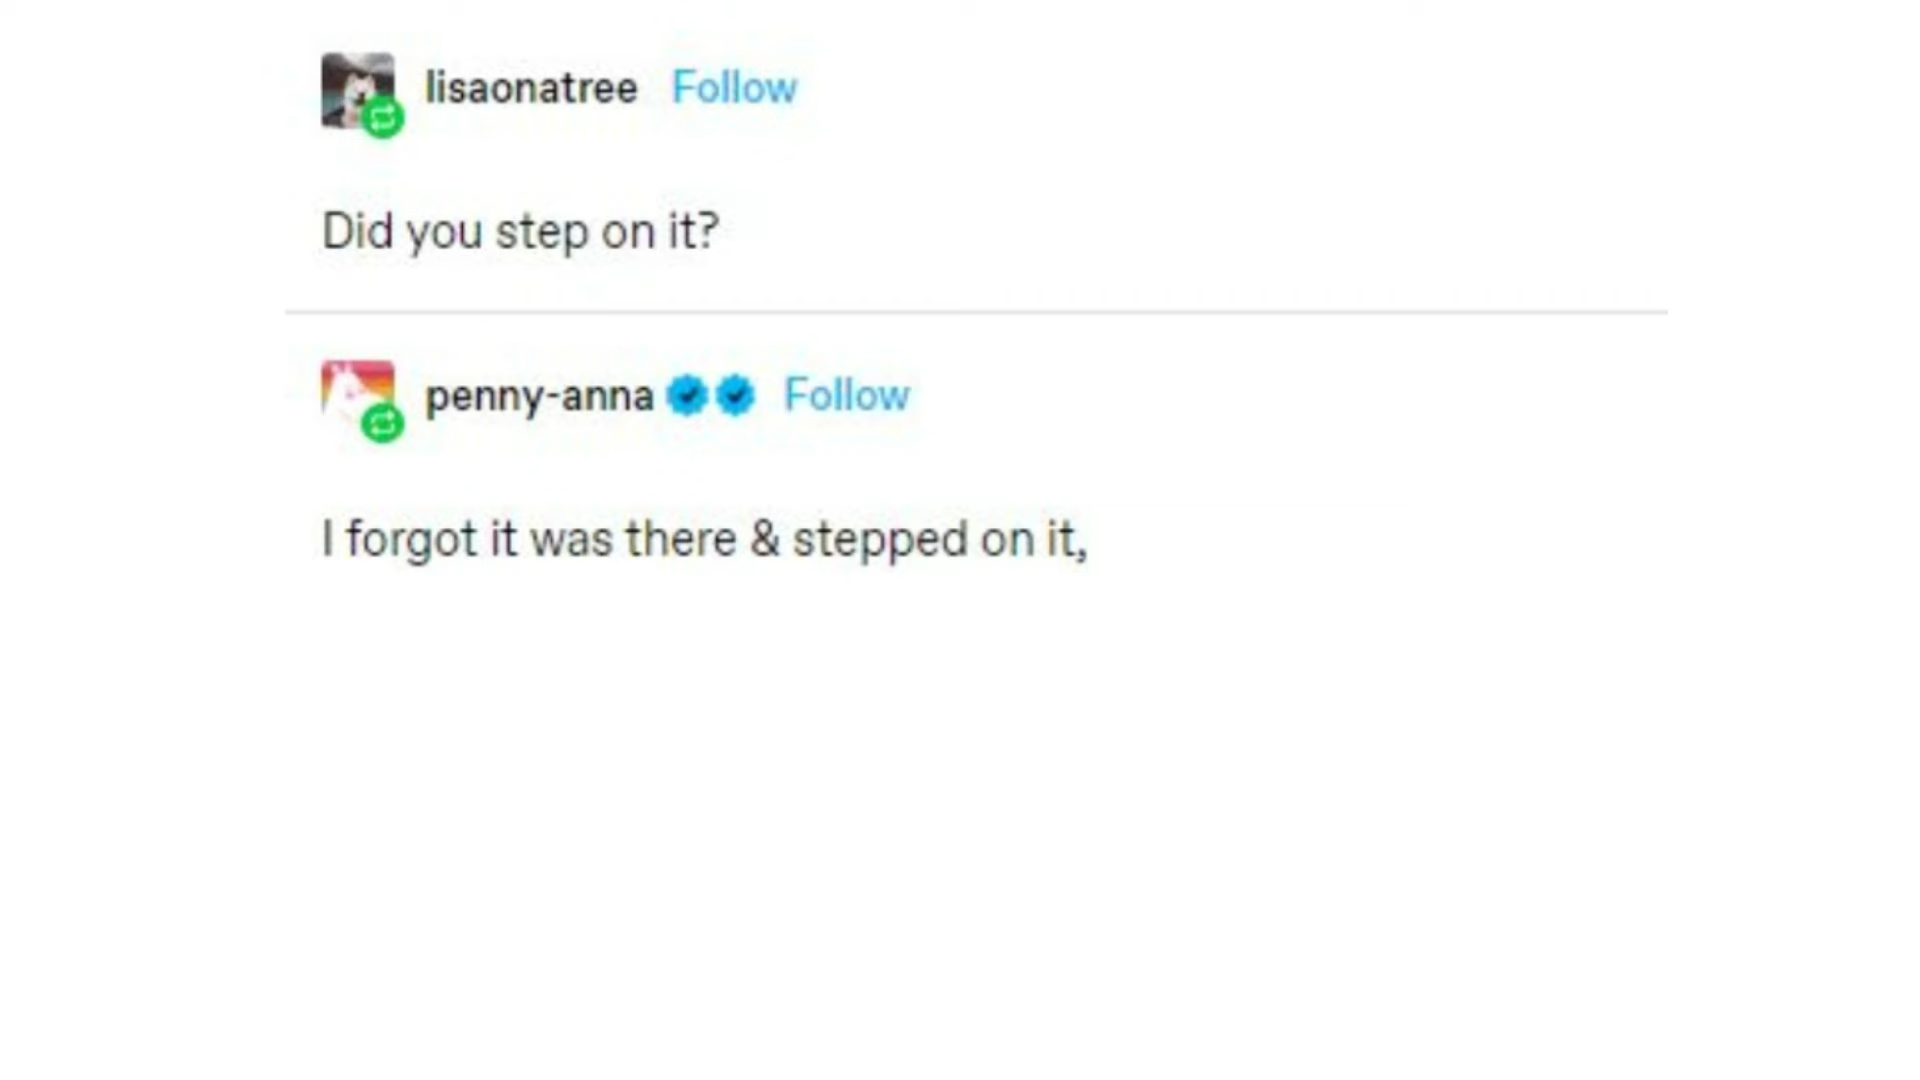 lisaonatree Follow
Did you step on it?
penny-anna Follow
I forgot it was there & stepped on it,